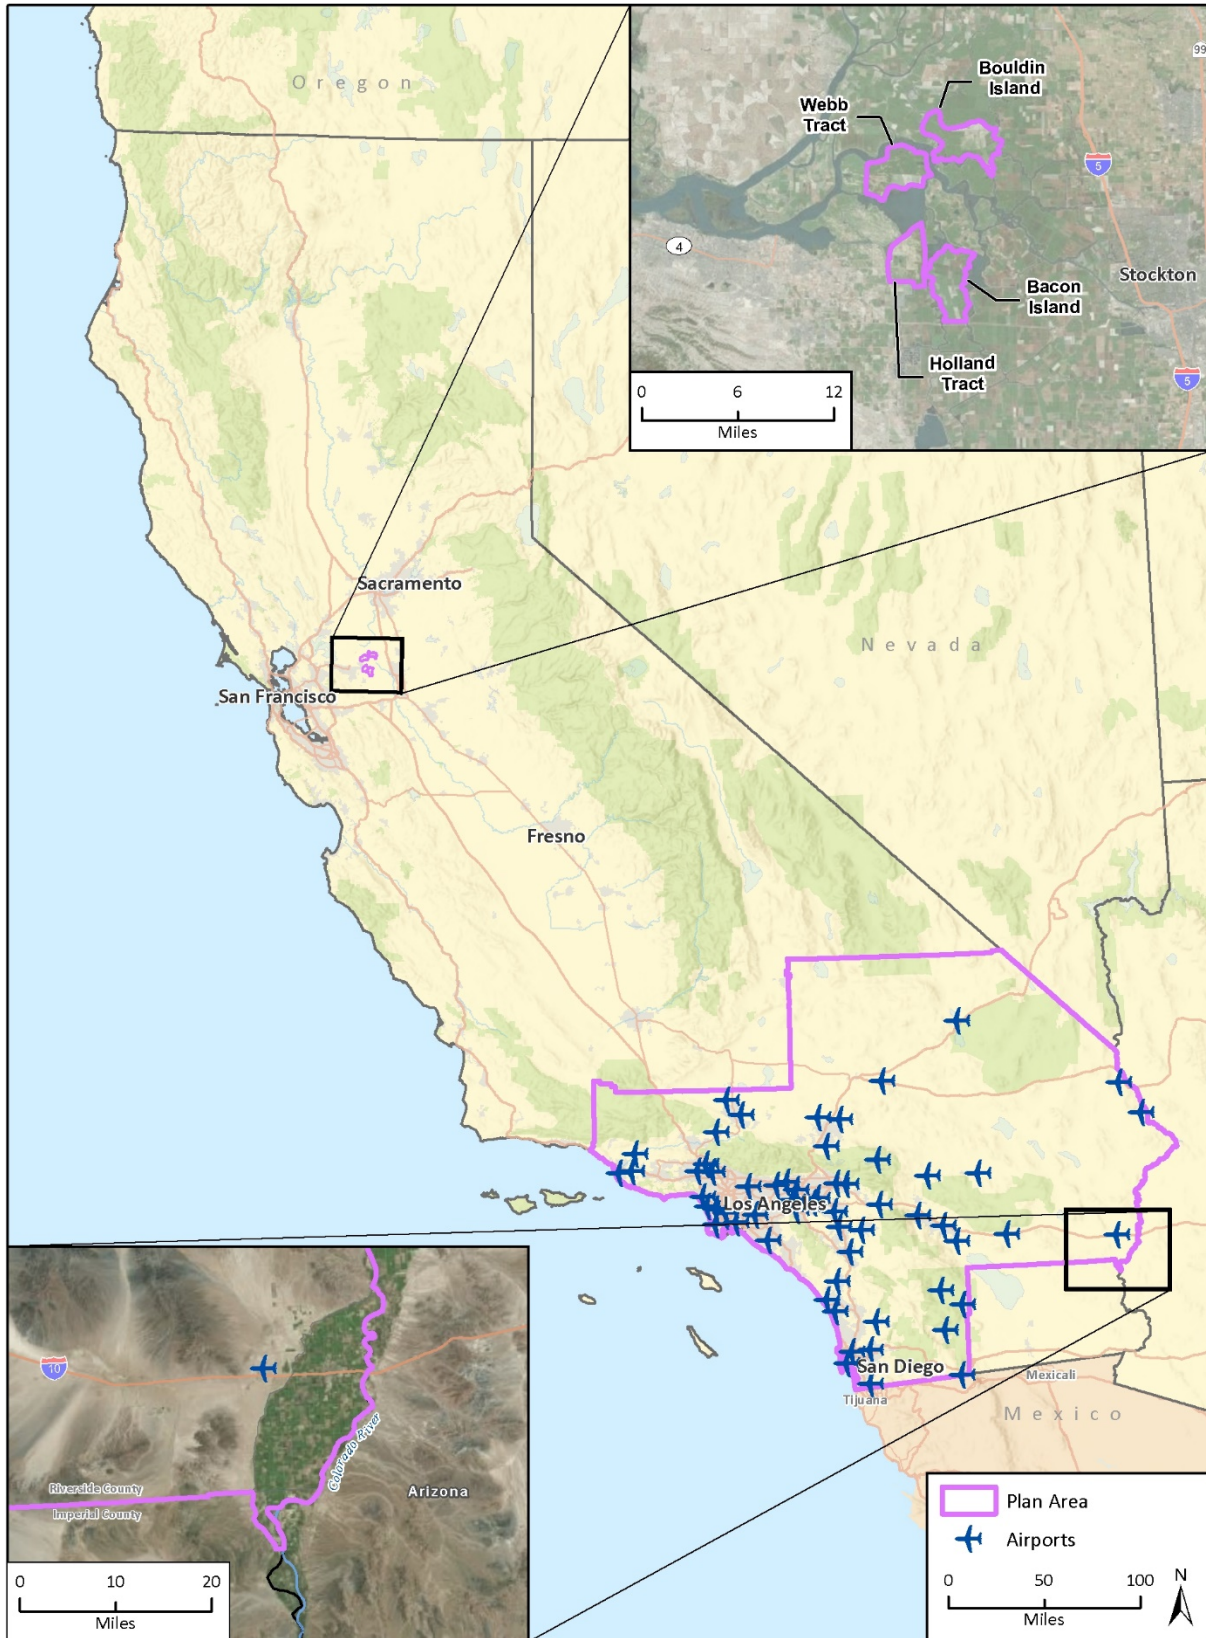 Oregon
Bouldin
Island
Webb
Tract
99
5
4
Stockton
Bacon
Island
Holland
Tract
5
0 6 12
Miles
Sacramento
Nevada
San Francisco
Fresno
Los Angeles
San Diego
Mexicali
Tijuana
Mexico
10
Colorado River
Riverside County
Imperial County
Arizona
0 10 20
Miles
Plan Area
Airports
0 50 100
Miles
N